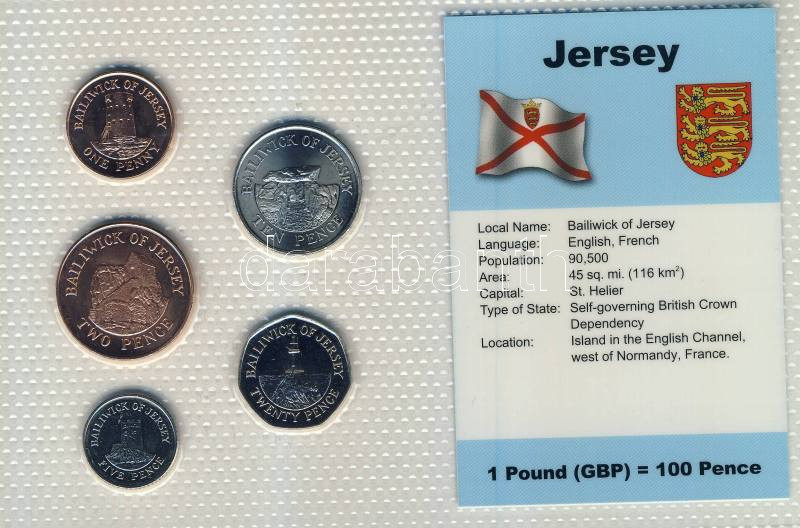 BAILIWICK OF JERSEY
ONE PENNY
BAILIWICK OF JERSEY
TEN PENCE
BAILIWICK OF JERSEY
TWO PENCE
BAILIWICK OF JERSEY
TWENTY PENCE
BAILIWICK OF JERSEY
FIVE PENCE
darabanth
Jersey
Local Name: Bailiwick of Jersey
Language: English, French
Population: 90,500
Area: 45 sq. mi. (116 km²)
Capital: St. Helier
Type of State: Self-governing British Crown
Dependency
Location: Island in the English Channel,
west of Normandy, France.
1 Pound (GBP) = 100 Pence